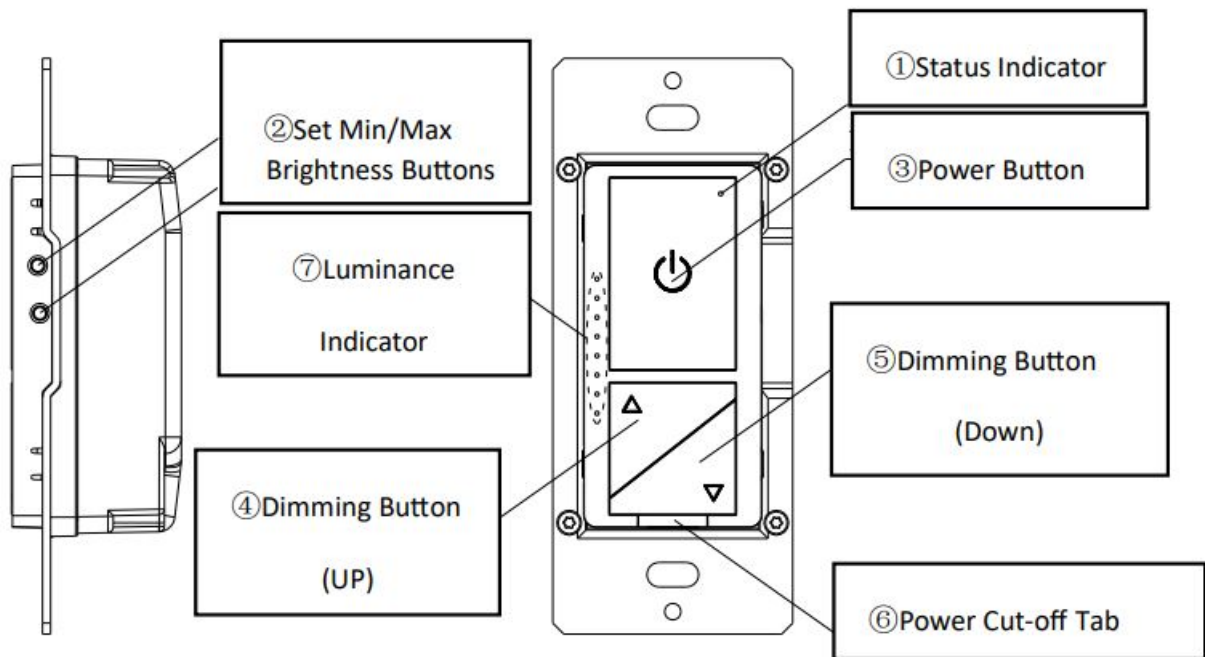 ①Status Indicator
②Set Min/Max
Brightness Buttons
③Power Button
⑦Luminance
Indicator
⑤Dimming Button
(Down)
④Dimming Button
(UP)
⑥Power Cut-off Tab